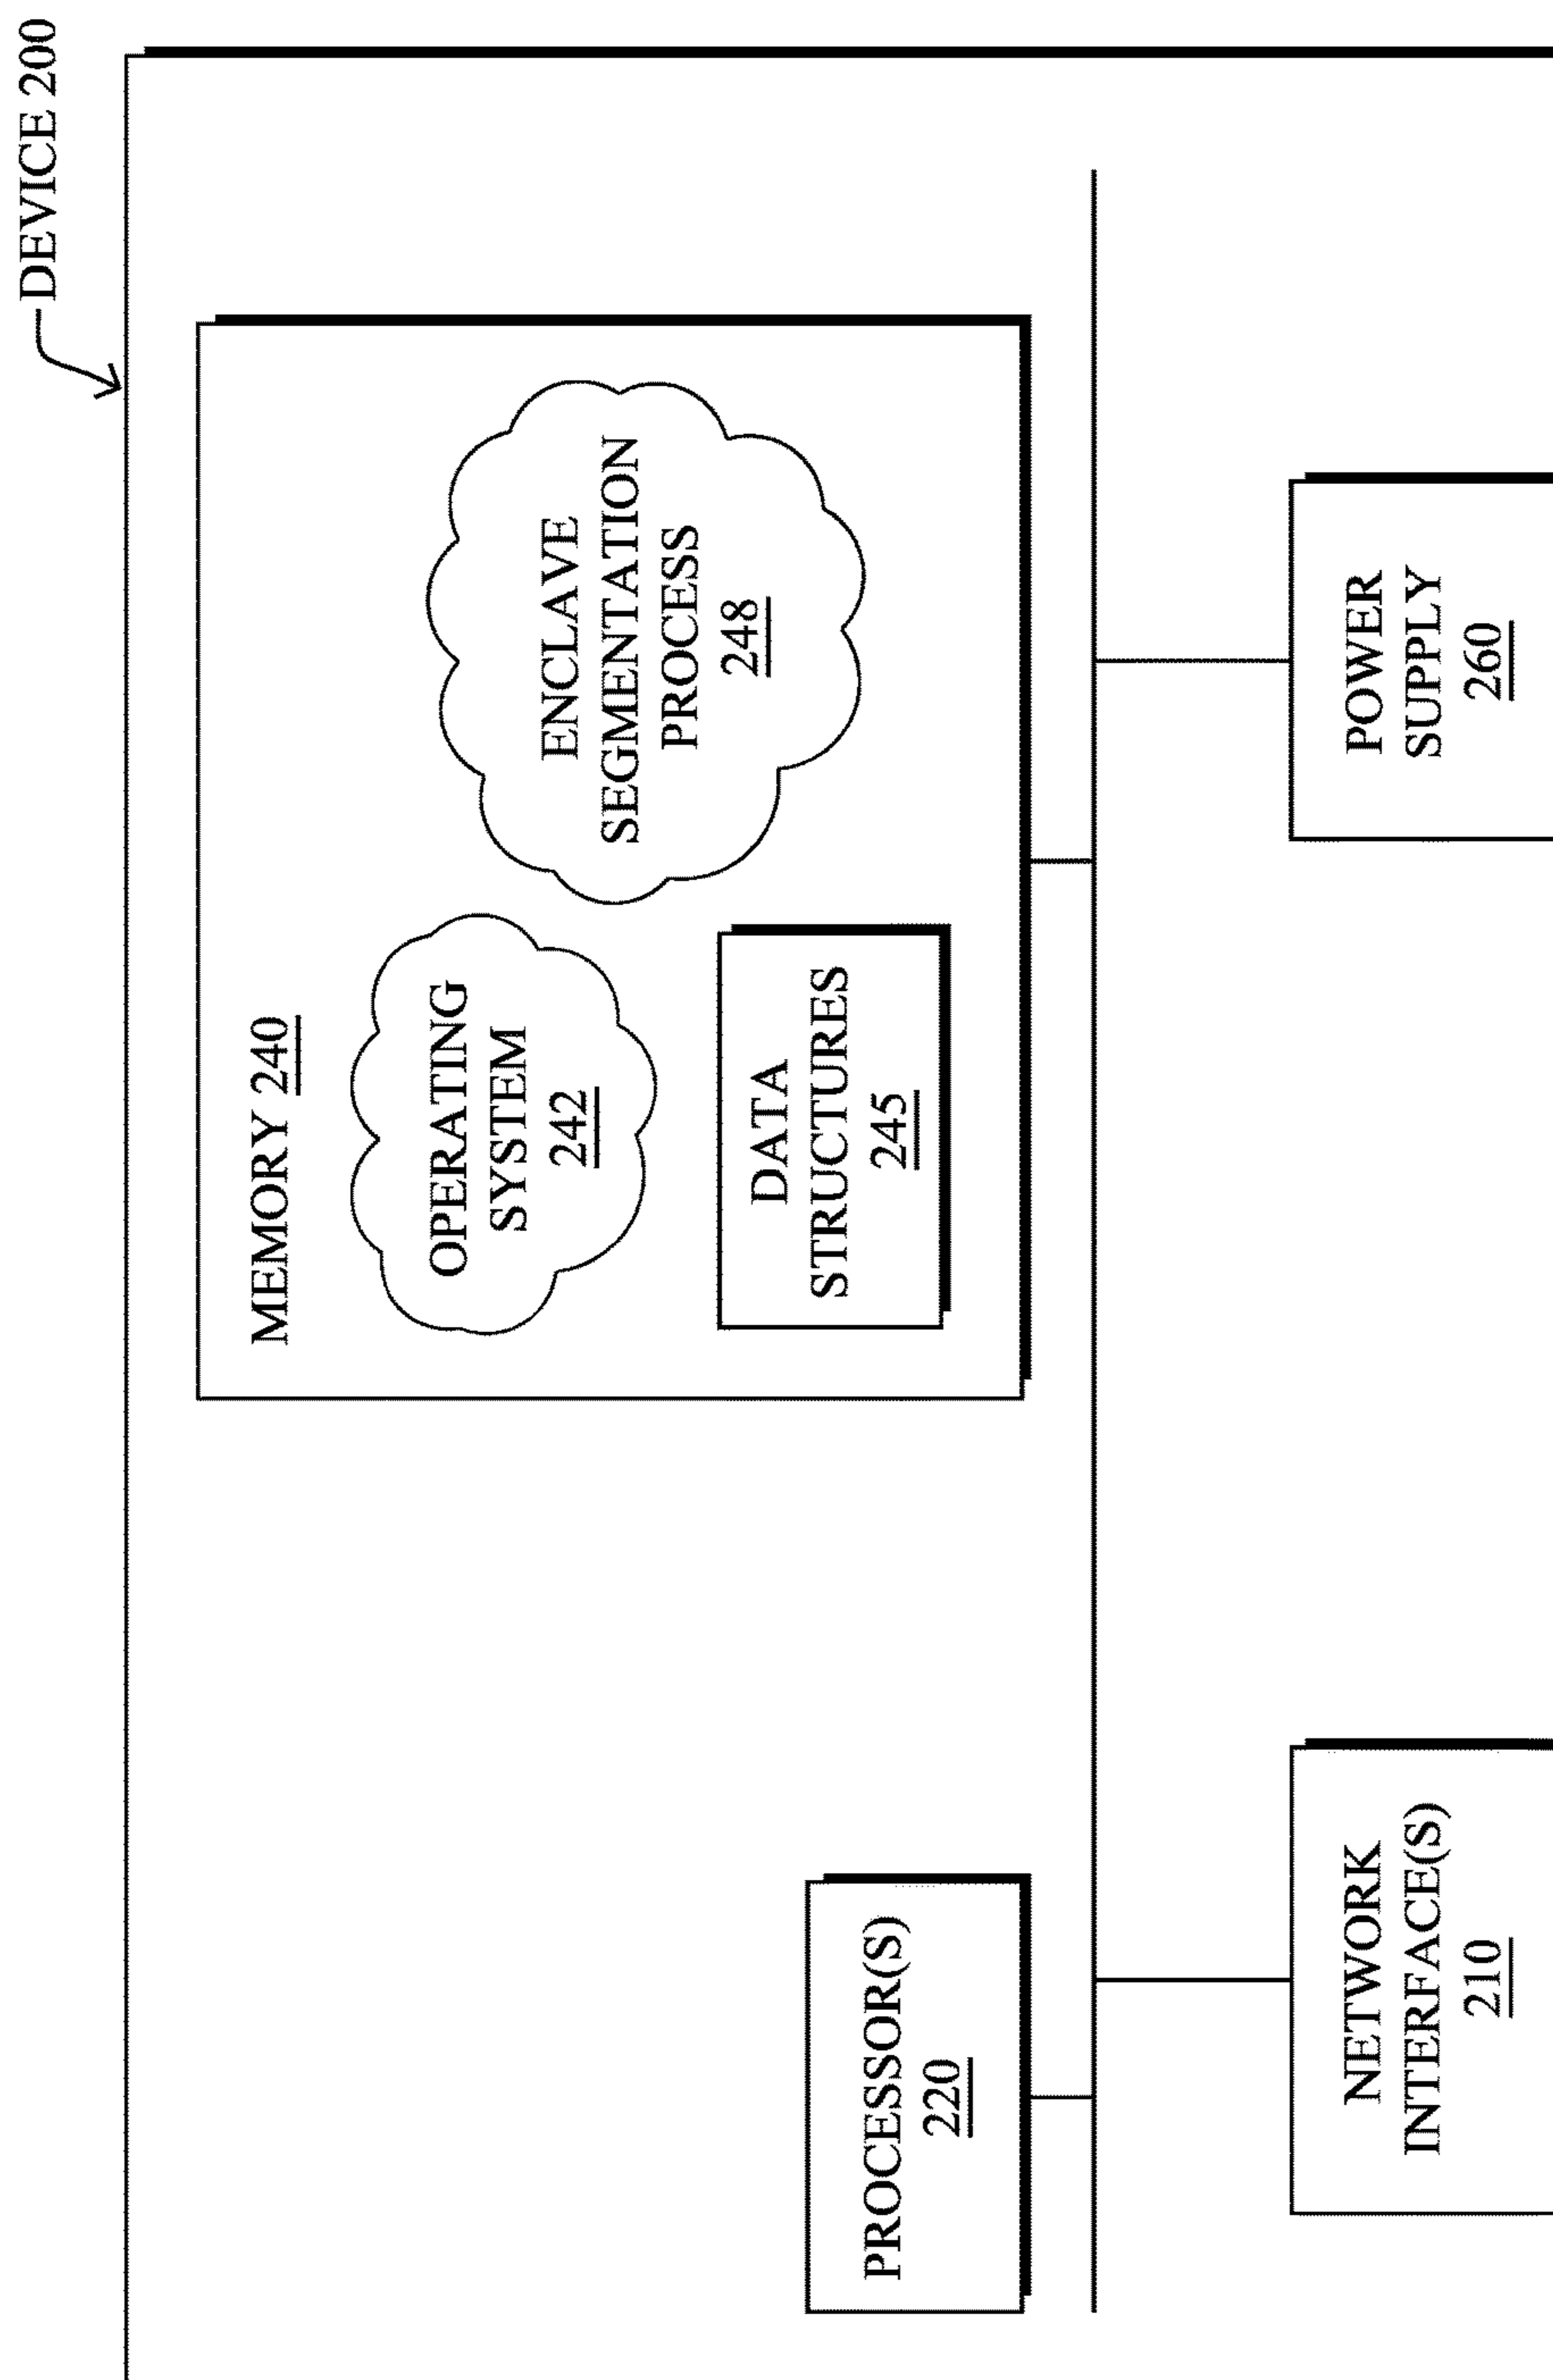 DEVICE 200
MEMORY 240
OPERATING
SYSTEM
242
ENCLAVE
SEGMENTATION
PROCESS
248
DATA
STRUCTURES
245
PROCESSOR(S)
220
NETWORK
INTERFACE(S)
210
POWER
SUPPLY
260